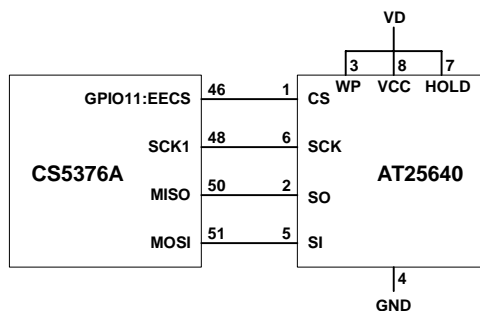 VD
3 8 7
WP VCC HOLD
GPIO11:EECS 46 1 CS
SCK1 48 6 SCK
CS5376A AT25640
MISO 50 2 SO
MOSI 51 5 SI
4
GND